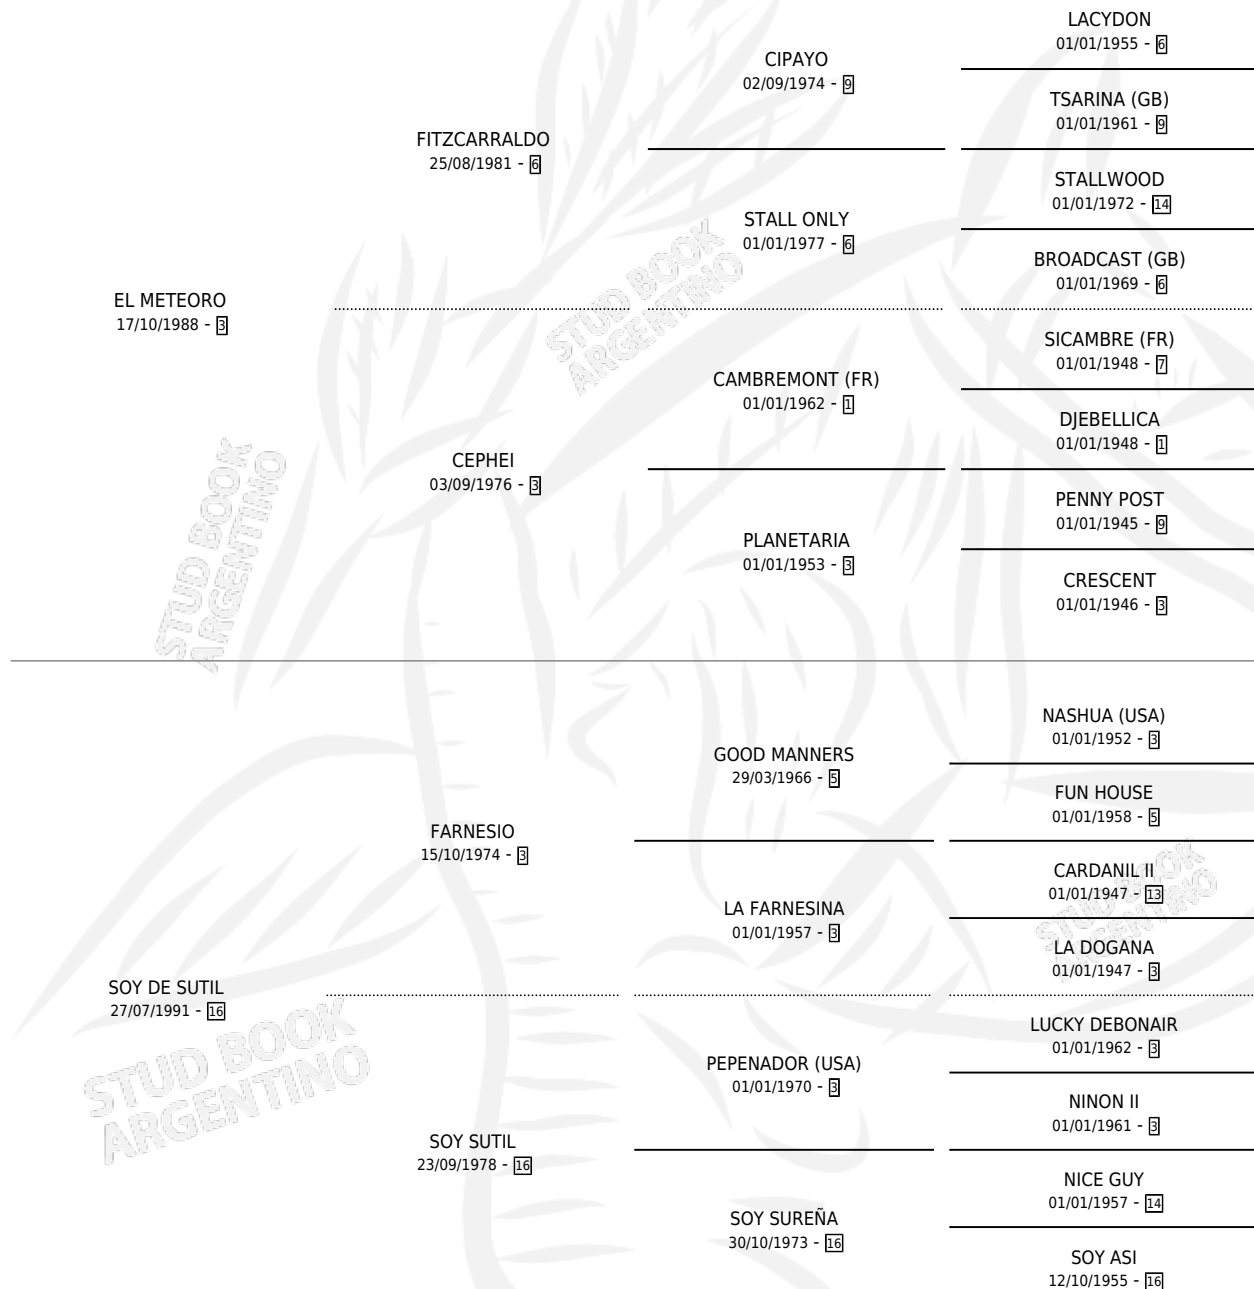 LACYDON
01/01/1955 - 6
CIPAYO
02/09/1974 - 9
TSARINA (GB)
01/01/1961 - 9
FITZCARRALDO
25/08/1981 - 6
STALLWOOD
01/01/1972 - 14
STALL ONLY
01/01/1977 - 6
BROADCAST (GB)
01/01/1969 - 6
EL METEORO
17/10/1988 - 3
STUD BOOK
ARGENTINO
SICAMBRE (FR)
01/01/1948 - 7
CAMBREMONT (FR)
01/01/1962 - 1
DJEBELLICA
01/01/1948 - 1
CEPHEI
03/09/1976 - 3
PENNY POST
01/01/1945 - 9
PLANETARIA
01/01/1953 - 3
CRESCENT
01/01/1946 - 3
STUD BOOK
ARGENTINO
NASHUA (USA)
01/01/1952 - 3
GOOD MANNERS
29/03/1966 - 5
FUN HOUSE
01/01/1958 - 5
FARNESIO
15/10/1974 - 3
CARDANIL II
01/01/1947 - 13
LA FARNESINA
01/01/1957 - 3
STUD BOOK
ARGENTINO
LA DOGANA
01/01/1947 - 3
SOY DE SUTIL
27/07/1991 - 16
LUCKY DEBONAIR
01/01/1962 - 3
PEPENADOR (USA)
01/01/1970 - 3
STUD BOOK
ARGENTINO
NINON II
01/01/1961 - 3
SOY SUTIL
23/09/1978 - 16
NICE GUY
01/01/1957 - 14
SOY SUREÑA
30/10/1973 - 16
SOY ASI
12/10/1955 - 16